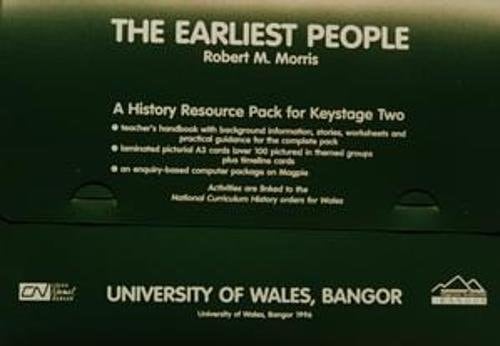 THE EARLIEST PEOPLE
Robert M. Morris
A History Resource Pack for Keystage Two
• teacher's handbook with background information, stories, worksheets and
practical guidance for the complete pack
• laminated pictorial A3 cards (over 100 pictures) in themed groups
plus timeline cards
• an enquiry-based computer package on Magpie
Activities are linked to the
National Curriculum History orders for Wales
CN
UNIVERSITY OF WALES, BANGOR
BANGOR
University of Wales, Bangor 1996